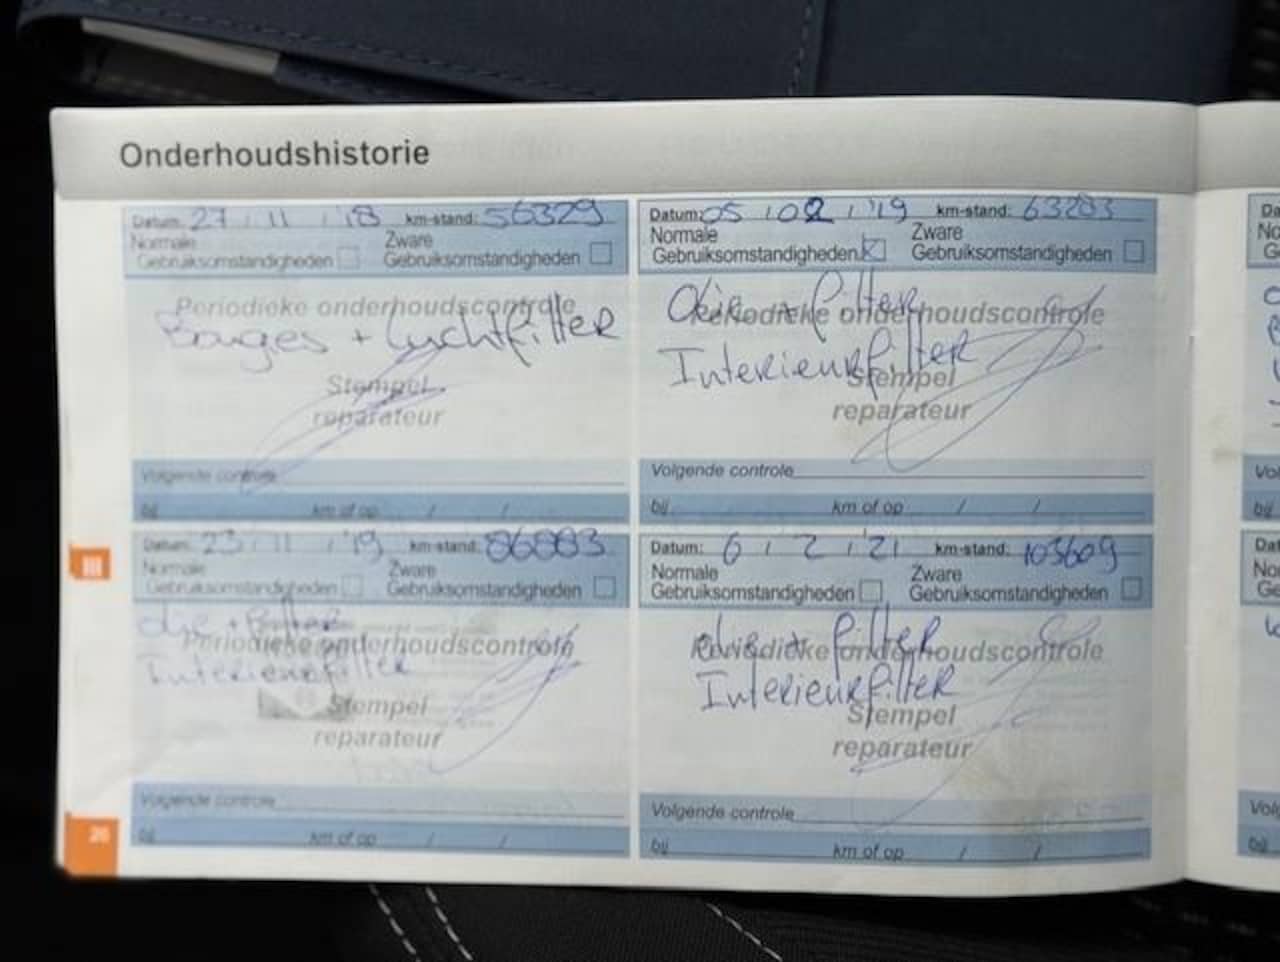 Onderhoudshistorie
Datum: 27 / 11 / '18 km-stand: 56329
Normale Gebruiksomstandigheden
Zware Gebruiksomstandigheden
Periodieke onderhoudscontrole
Bougies + Luchtfilter
Stempel
reparateur
Volgende controle
bij km of op / /
Datum: 05 / 02 / '19 km-stand: 63203
Normale Gebruiksomstandigheden
Zware Gebruiksomstandigheden
Olie + filter
Periodieke onderhoudscontrole
Interieurfilter
Stempel
reparateur
Volgende controle
bij km of op / /
Datum: 23 / 11 / '19 km-stand: 86883
Normale Gebruiksomstandigheden
Zware Gebruiksomstandigheden
olie + filter
Periodieke onderhoudscontrole
Interieurfilter
Stempel
reparateur
Volgende controle
bij km of op / /
Datum: 6 / 2 / '21 km-stand: 103609
Normale Gebruiksomstandigheden
Zware Gebruiksomstandigheden
olie + filter
Periodieke onderhoudscontrole
Interieurfilter
Stempel
reparateur
Volgende controle
bij km of op / /
III